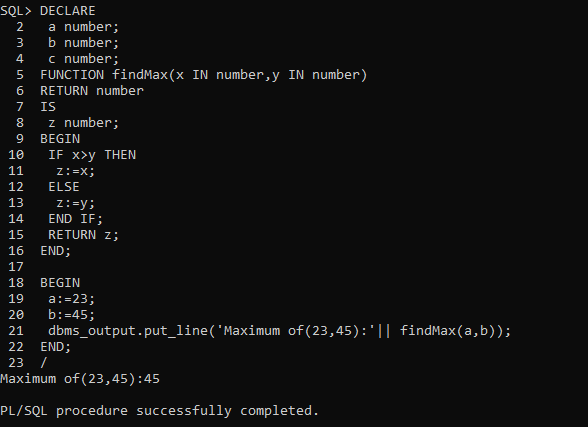 SQL> DECLARE
  2   a number;
  3   b number;
  4   c number;
  5  FUNCTION findMax(x IN number,y IN number)
  6  RETURN number
  7  IS
  8   z number;
  9  BEGIN
 10   IF x>y THEN
 11    z:=x;
 12   ELSE
 13    z:=y;
 14   END IF;
 15   RETURN z;
 16  END;
 17
 18  BEGIN
 19   a:=23;
 20   b:=45;
 21   dbms_output.put_line('Maximum of(23,45):'|| findMax(a,b));
 22  END;
 23  /
Maximum of(23,45):45

PL/SQL procedure successfully completed.